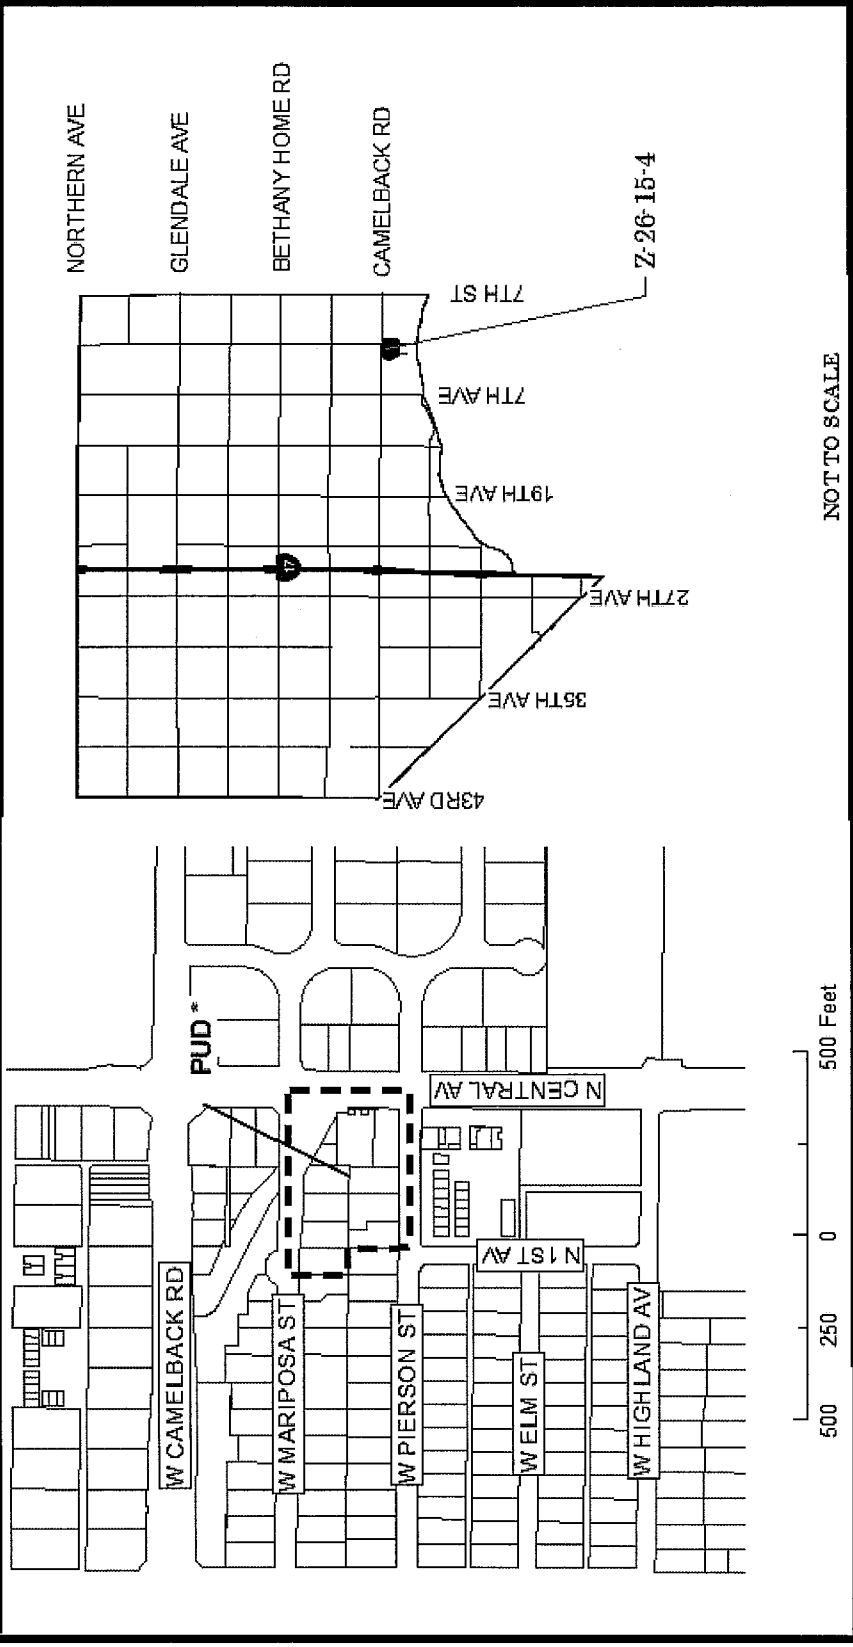 NORTHERN AVE
GLENDALE AVE
BETHANY HOME RD
CAMELBACK RD
Z-26-15-4
7TH ST
7TH AVE
19TH AVE
27TH AVE
35TH AVE
43RD AVE
17
NOT TO SCALE
PUD *
W CAMELBACK RD
W MARIPOSA ST
W PIERSON ST
W ELM ST
W HIGHLAND AV
N CENTRAL AV
N 1ST AV
500 250 0 500 Feet